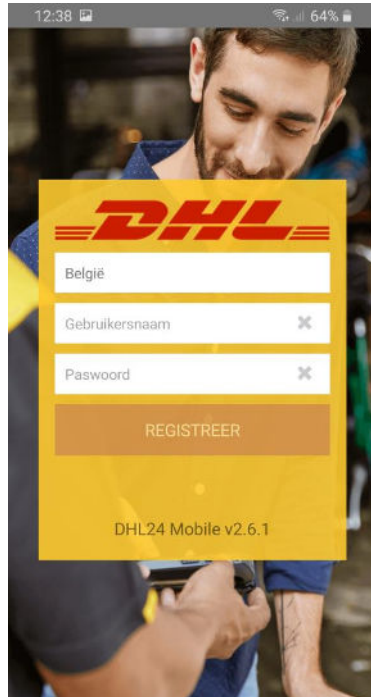 12:38 64%
DHL
België
Gebruikersnaam
Paswoord
REGISTREER
DHL24 Mobile v2.6.1